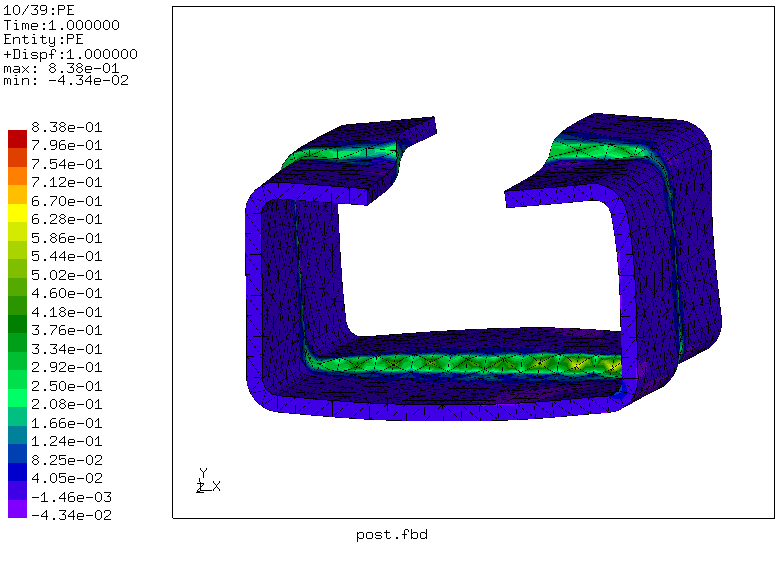 10/39:PE
Time:1.000000
Entity:PE
+Dispf:1.000000
max: 8.38e-01
min: -4.34e-02
8.38e-01
7.96e-01
7.54e-01
7.12e-01
6.70e-01
6.28e-01
5.86e-01
5.44e-01
5.02e-01
4.60e-01
4.18e-01
3.76e-01
3.34e-01
2.92e-01
2.50e-01
2.08e-01
1.66e-01
1.24e-01
8.25e-02
4.05e-02
-1.46e-03
-4.34e-02
Y
Z X
post.fbd